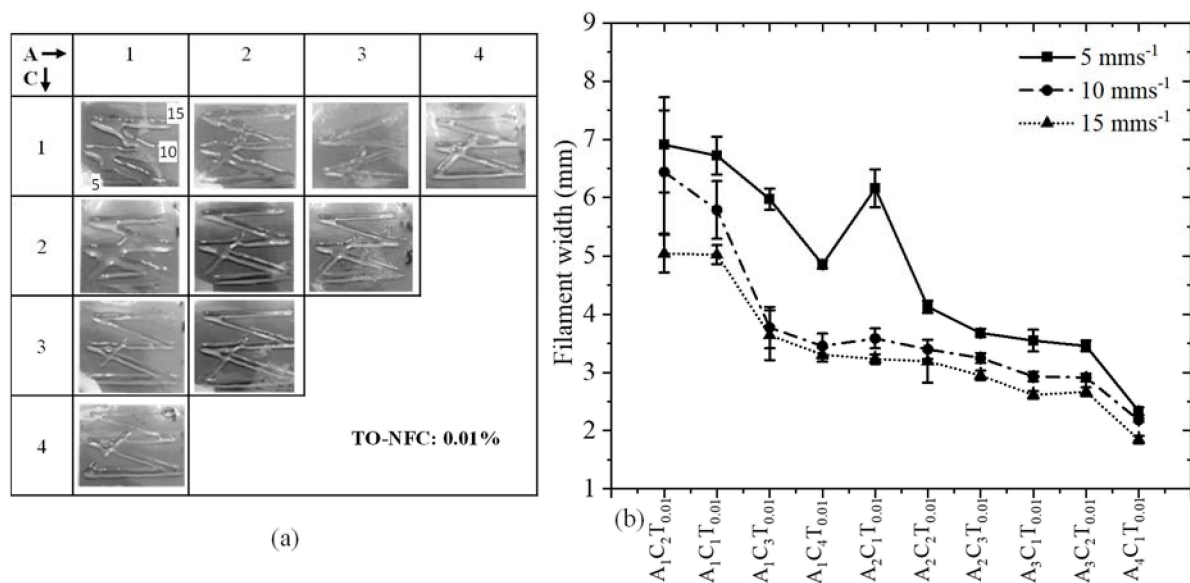 A → 1 2 3 4
C ↓
1
15
10
5
2
3
4
TO-NFC: 0.01%
(a)
9
8
7
6
5
4
3
2
1
Filament width (mm)
5 mms⁻¹
10 mms⁻¹
15 mms⁻¹
(b)
A₁C₂T₀.₀₁
A₁C₁T₀.₀₁
A₁C₃T₀.₀₁
A₁C₄T₀.₀₁
A₂C₁T₀.₀₁
A₂C₂T₀.₀₁
A₂C₃T₀.₀₁
A₃C₁T₀.₀₁
A₃C₂T₀.₀₁
A₄C₁T₀.₀₁